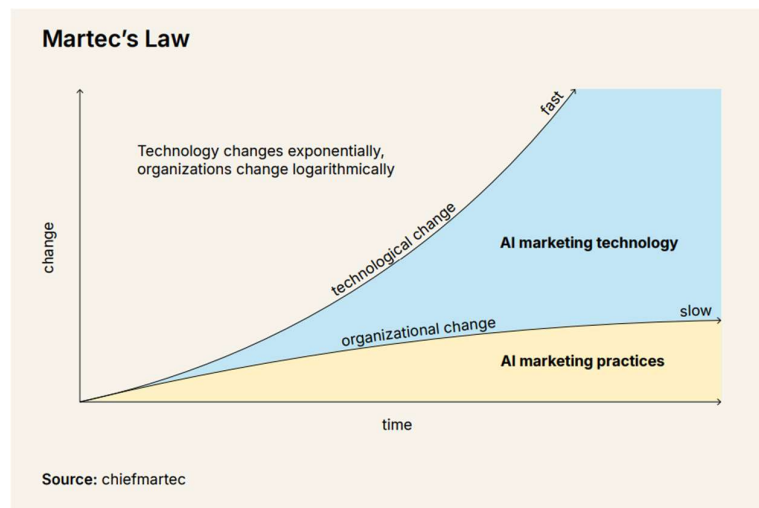 Martec’s Law
Technology changes exponentially,
organizations change logarithmically
fast
technological change
change
AI marketing technology
slow
organizational change
AI marketing practices
time
Source: chiefmartec